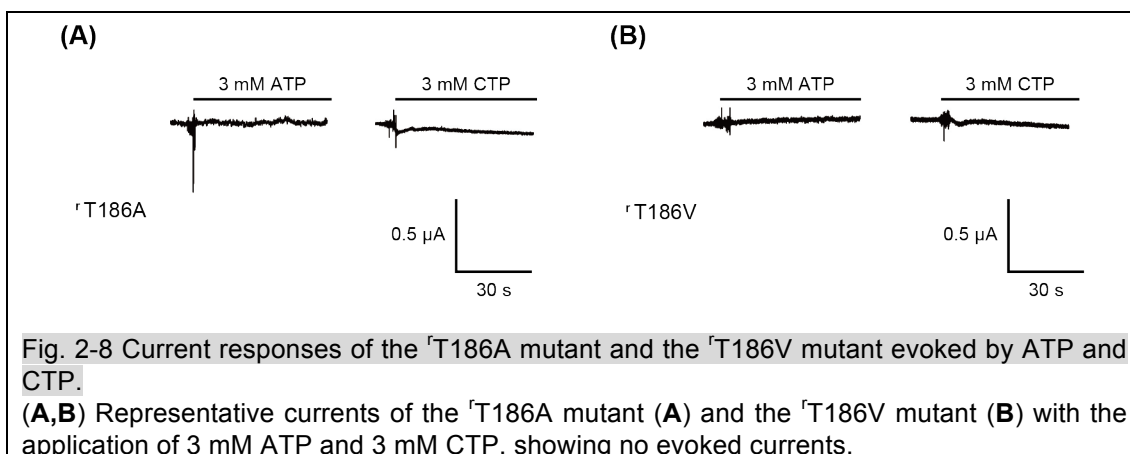 (A) (B)
3 mM ATP 3 mM CTP 3 mM ATP 3 mM CTP
ʳT186A ʳT186V
0.5 µA 0.5 µA
30 s 30 s
Fig. 2-8 Current responses of the ʳT186A mutant and the ʳT186V mutant evoked by ATP and
CTP.
(A,B) Representative currents of the ʳT186A mutant (A) and the ʳT186V mutant (B) with the
application of 3 mM ATP and 3 mM CTP, showing no evoked currents.